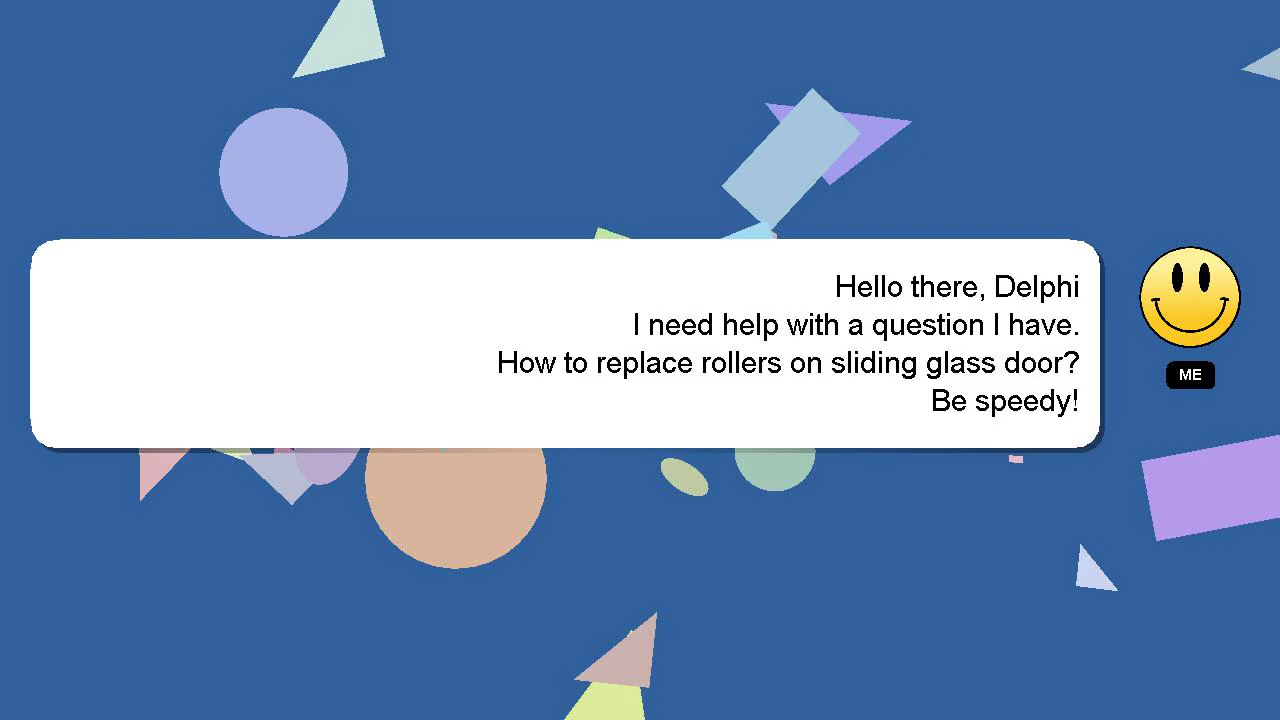 Hello there, Delphi
I need help with a question I have.
How to replace rollers on sliding glass door?
Be speedy!
ME